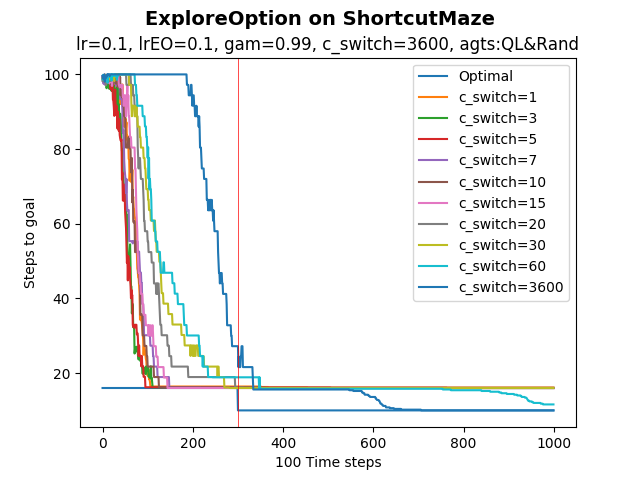 ExploreOption on ShortcutMaze
lr=0.1, lrEO=0.1, gam=0.99, c_switch=3600, agts:QL&Rand
Steps to goal
100
80
60
40
20
Optimal
c_switch=1
c_switch=3
c_switch=5
c_switch=7
c_switch=10
c_switch=15
c_switch=20
c_switch=30
c_switch=60
c_switch=3600
0
200
400
600
800
1000
100 Time steps